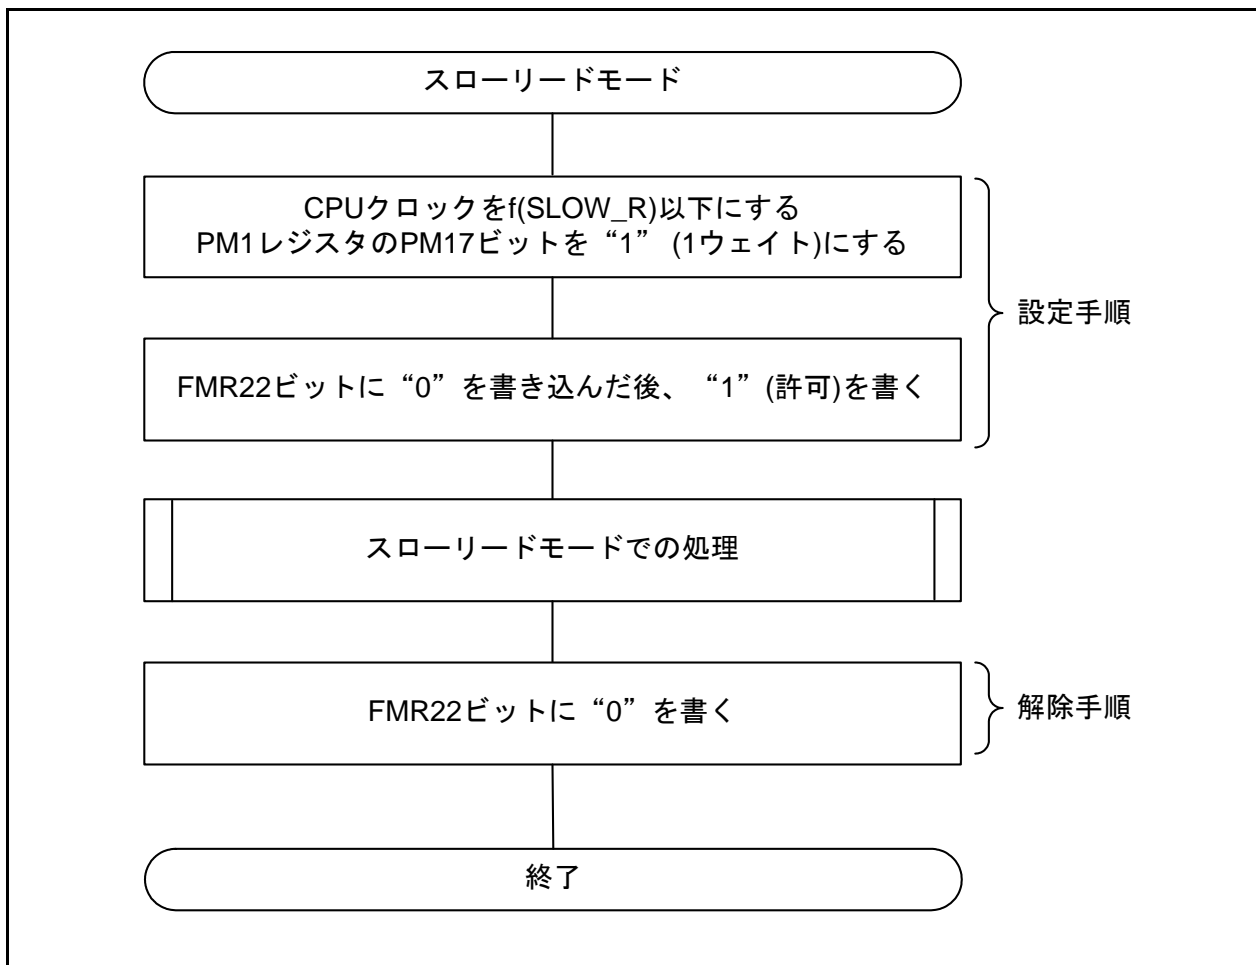 スローリードモード
CPUクロックをf(SLOW_R)以下にする
PM1レジスタのPM17ビットを“1” (1ウェイト)にする
設定手順
FMR22ビットに“0”を書き込んだ後、“1”(許可)を書く
スローリードモードでの処理
FMR22ビットに“0”を書く
解除手順
終了